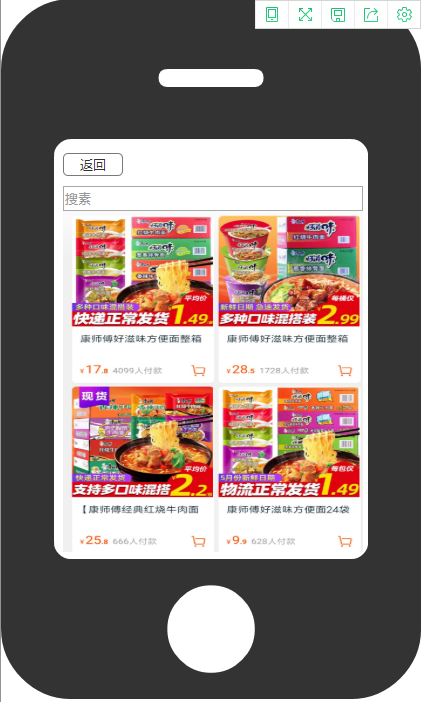 返回
搜素
多种口味混搭装
平均价
快递正常发货1.49
新鲜日期 急速发货
每桶仅
多种口味混搭装2.99
康师傅好滋味方便面整箱
康师傅好滋味方便面整箱
¥17.8 4099人付款
¥28.5 1728人付款
现货
快递正常发货
平均价
支持多口味混搭2.2
5月份新鲜日期
每包仅
物流正常发货1.49
【康师傅经典红烧牛肉面
康师傅好滋味方便面24袋
¥25.8 666人付款
¥9.9 628人付款